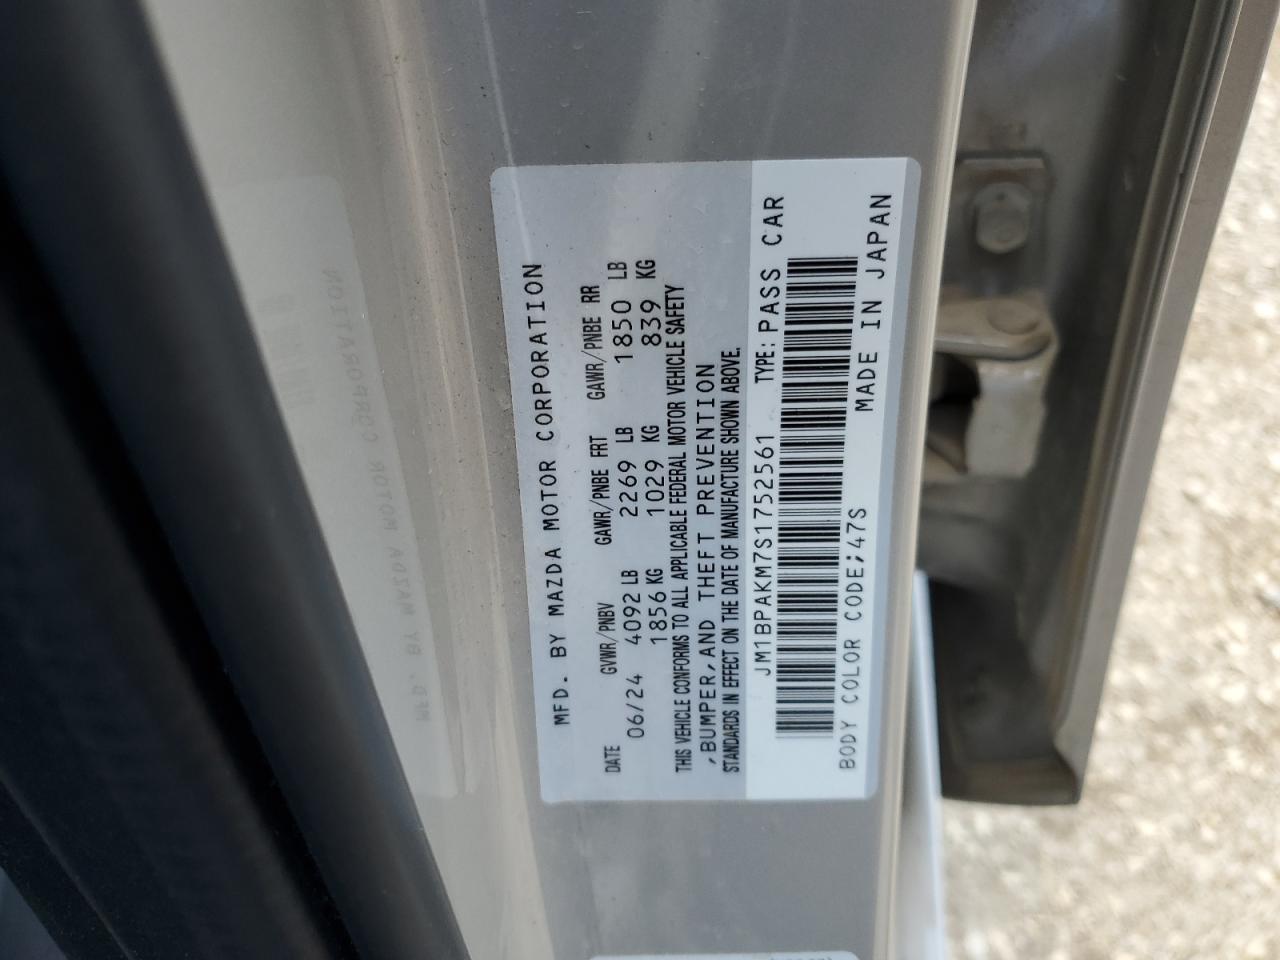 MFD. BY MAZDA MOTOR CORPORATION
DATE GVWR/PNBV GAWR/PNBE FRT GAWR/PNBE RR
06/24 4092 LB 2269 LB 1850 LB
1856 KG 1029 KG 839 KG
THIS VEHICLE CONFORMS TO ALL APPLICABLE FEDERAL MOTOR VEHICLE SAFETY
,BUMPER,AND THEFT PREVENTION
STANDARDS IN EFFECT ON THE DATE OF MANUFACTURE SHOWN ABOVE.
JM1BPAKM7S1752561 TYPE: PASS CAR
BODY COLOR CODE;47S MADE IN JAPAN